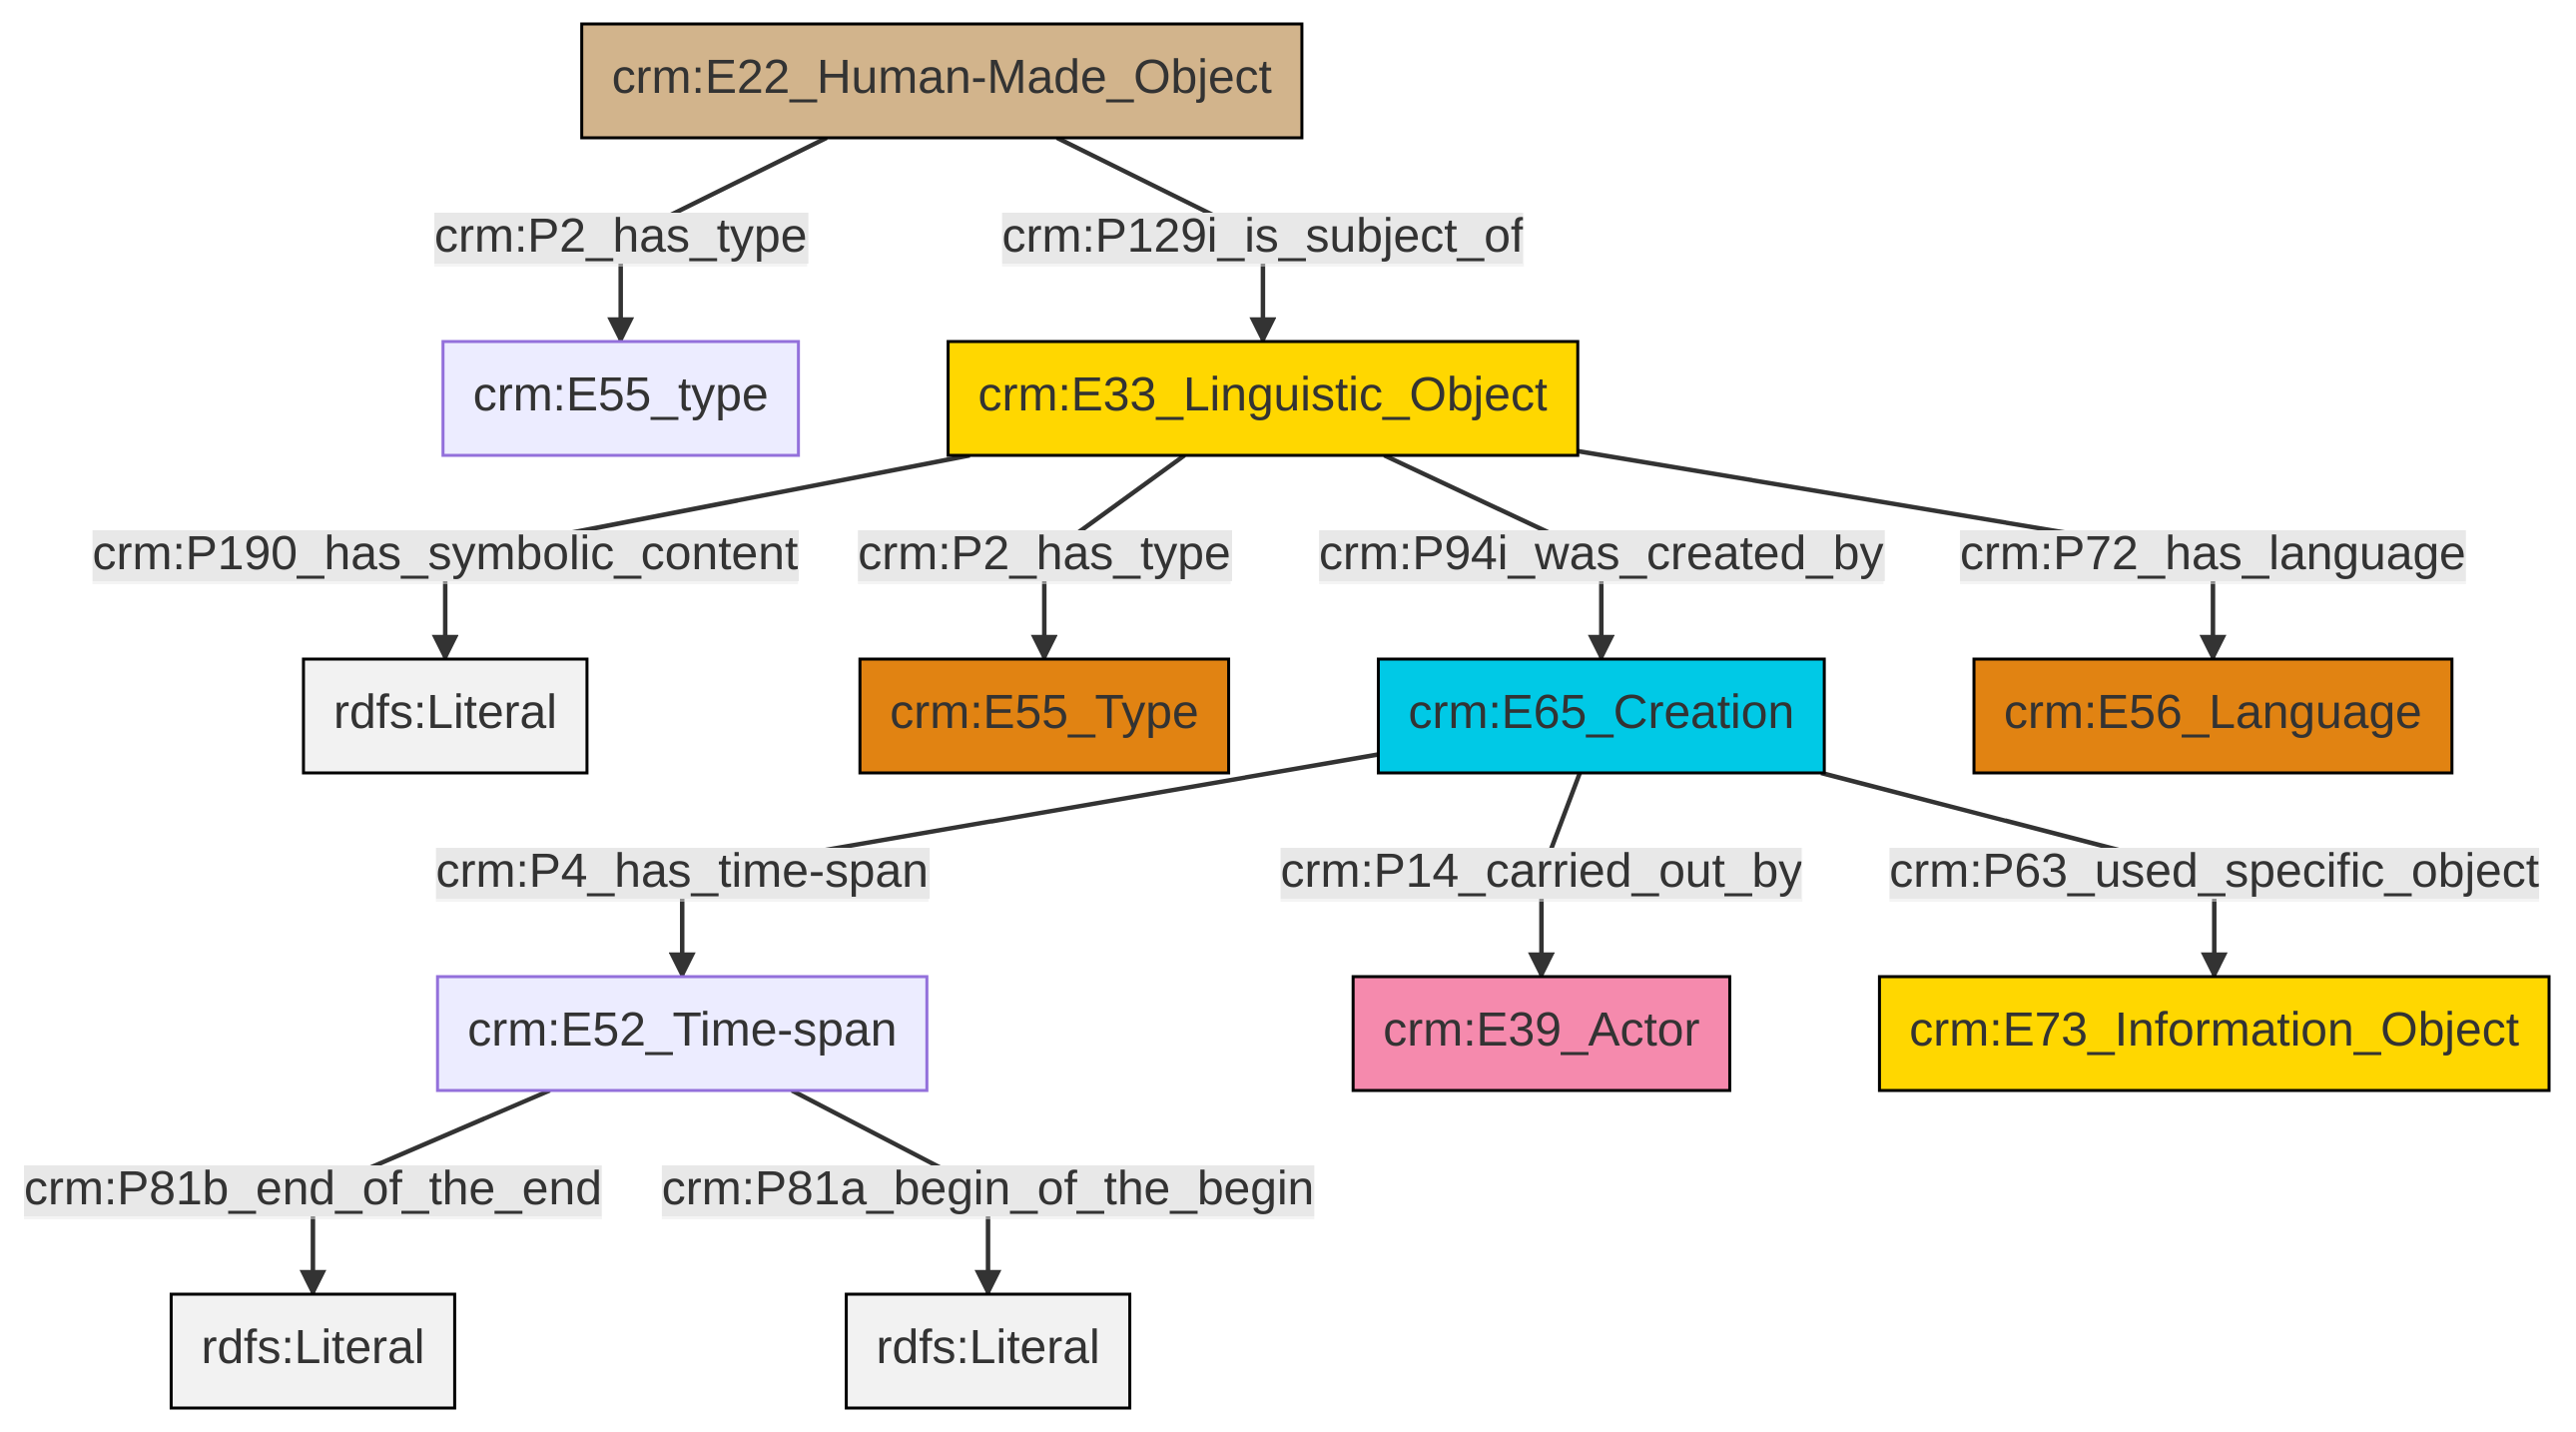 crm:E22_Human-Made_Object
crm:P2_has_type
crm:P129i_is_subject_of
crm:E55_type
crm:E33_Linguistic_Object
crm:P190_has_symbolic_content
crm:P2_has_type
crm:P94i_was_created_by
crm:P72_has_language
rdfs:Literal
crm:E55_Type
crm:E65_Creation
crm:E56_Language
crm:P4_has_time-span
crm:P14_carried_out_by
crm:P63_used_specific_object
crm:E52_Time-span
crm:E39_Actor
crm:E73_Information_Object
crm:P81b_end_of_the_end
crm:P81a_begin_of_the_begin
rdfs:Literal
rdfs:Literal